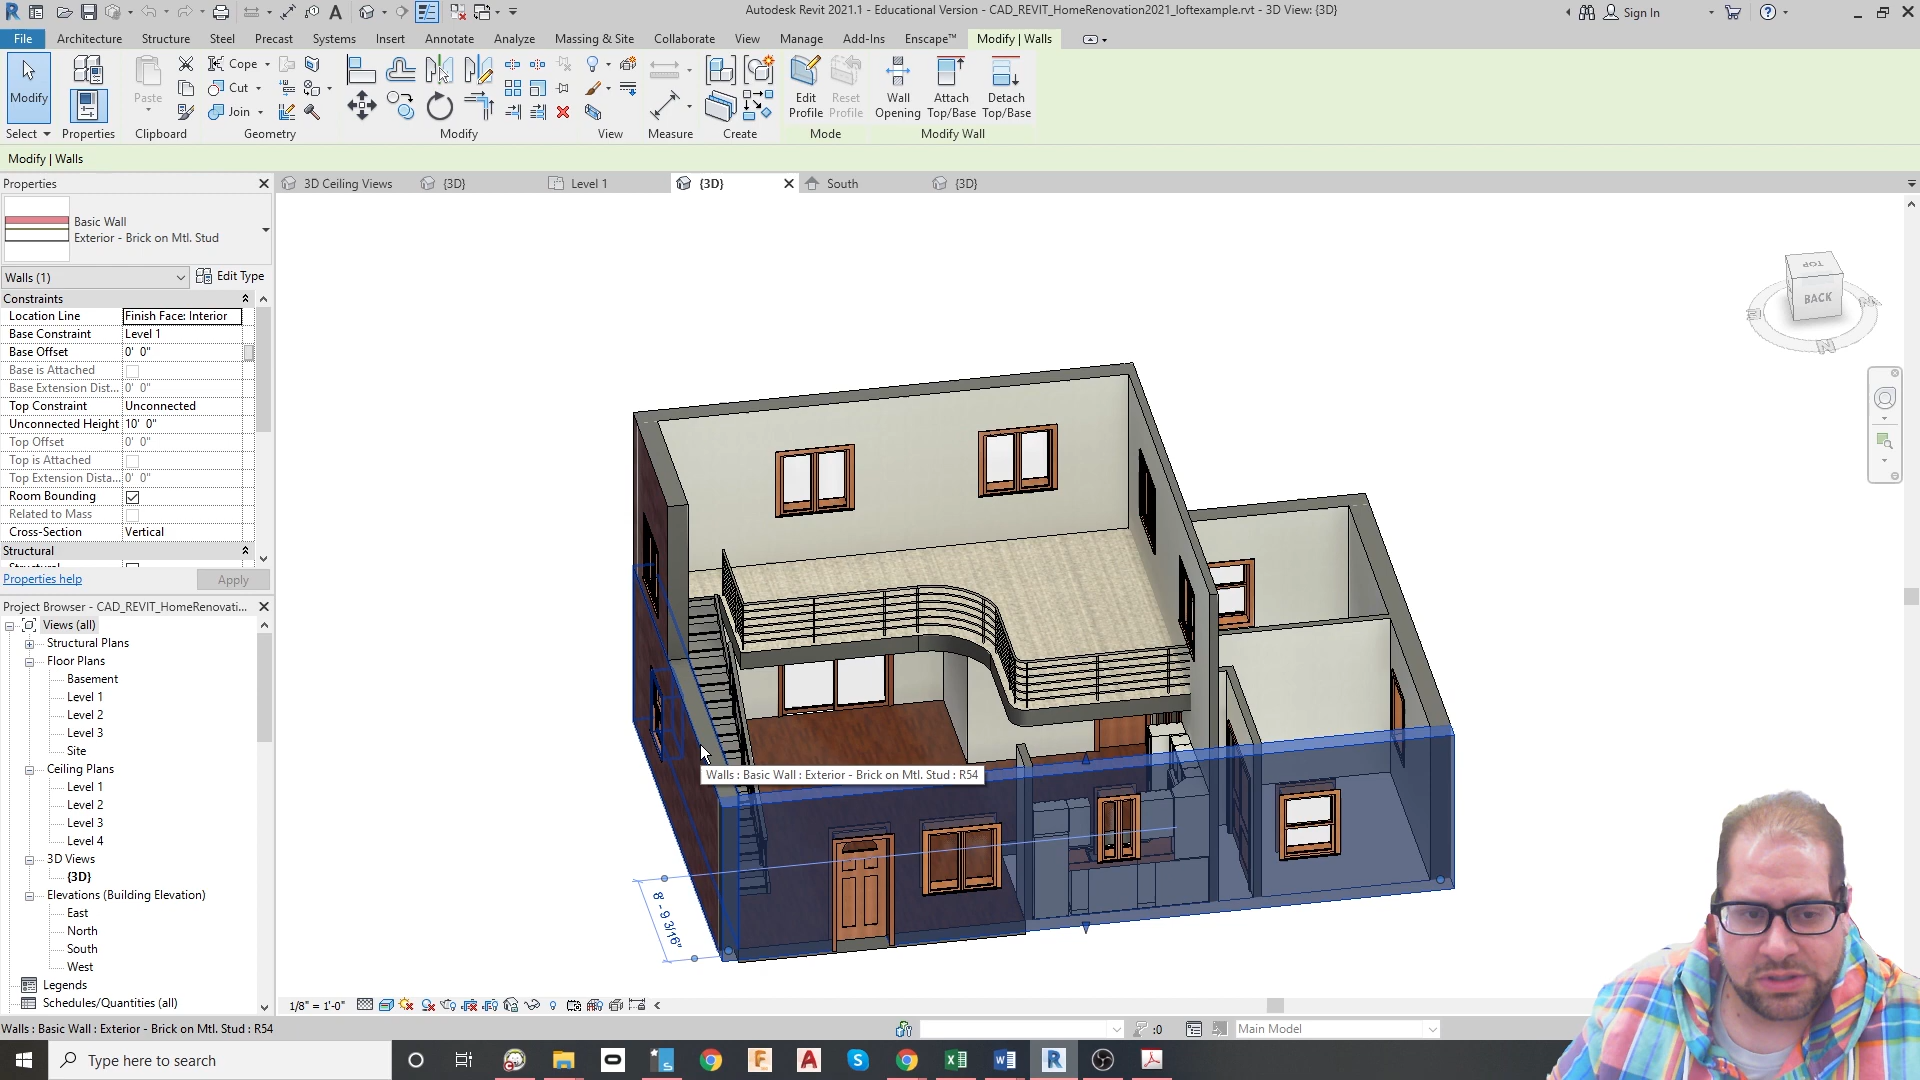 Autodesk Revit 2021.1 - Educational Version - CAD_REVIT_HomeRenovation2021_loftexample.rvt - 3D View: {3D}
Sign In
File Architecture Structure Steel Precast Systems Insert Annotate Analyze Massing & Site Collaborate View Manage Add-Ins Enscape™ Modify | Walls
Modify
Paste
Cope
Cut
Join
Edit Profile
Reset Profile
Wall Opening
Attach Top/Base
Detach Top/Base
Select Properties Clipboard Geometry Modify View Measure Create Mode Modify Wall
Modify | Walls
Properties
3D Ceiling Views {3D} Level 1 {3D} South {3D}
Basic Wall
Exterior - Brick on Mtl. Stud
Walls (1)
Edit Type
Constraints
Location Line Finish Face: Interior
Base Constraint Level 1
Base Offset 0' 0"
Base is Attached
Base Extension Dist... 0' 0"
Top Constraint Unconnected
Unconnected Height 10' 0"
Top Offset 0' 0"
Top is Attached
Top Extension Dista... 0' 0"
Room Bounding
Related to Mass
Cross-Section Vertical
Structural
Properties help
Apply
Project Browser - CAD_REVIT_HomeRenovati...
Views (all)
Structural Plans
Floor Plans
Basement
Level 1
Level 2
Level 3
Site
Ceiling Plans
Level 1
Level 2
Level 3
Level 4
3D Views
{3D}
Elevations (Building Elevation)
East
North
South
West
Legends
Schedules/Quantities (all)
TOP
BACK
N
Walls : Basic Wall : Exterior - Brick on Mtl. Stud : R54
8' - 9 3/16"
1/8" = 1'-0"
Walls : Basic Wall : Exterior - Brick on Mtl. Stud : R54
:0
Main Model
Type here to search